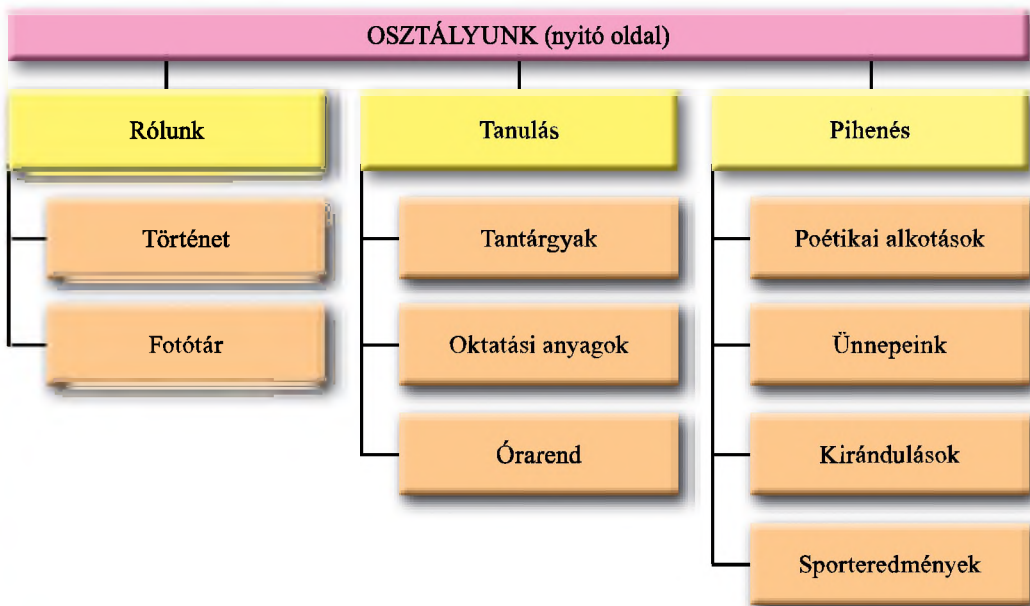 OSZTÁLYUNK (nyitó oldal)
Rólunk
Történet
Fotótár
Tanulás
Tantárgyak
Oktatási anyagok
Órarend
Pihenés
Poétikai alkotások
Ünnepeink
Kirándulások
Sporteredmények